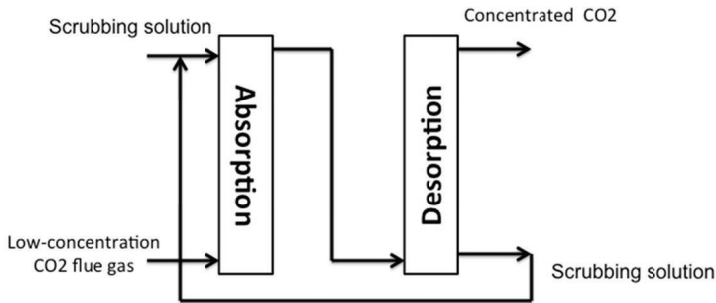 Concentrated CO2
Scrubbing solution
Absorption
Desorption
Low-concentration
CO2 flue gas
Scrubbing solution